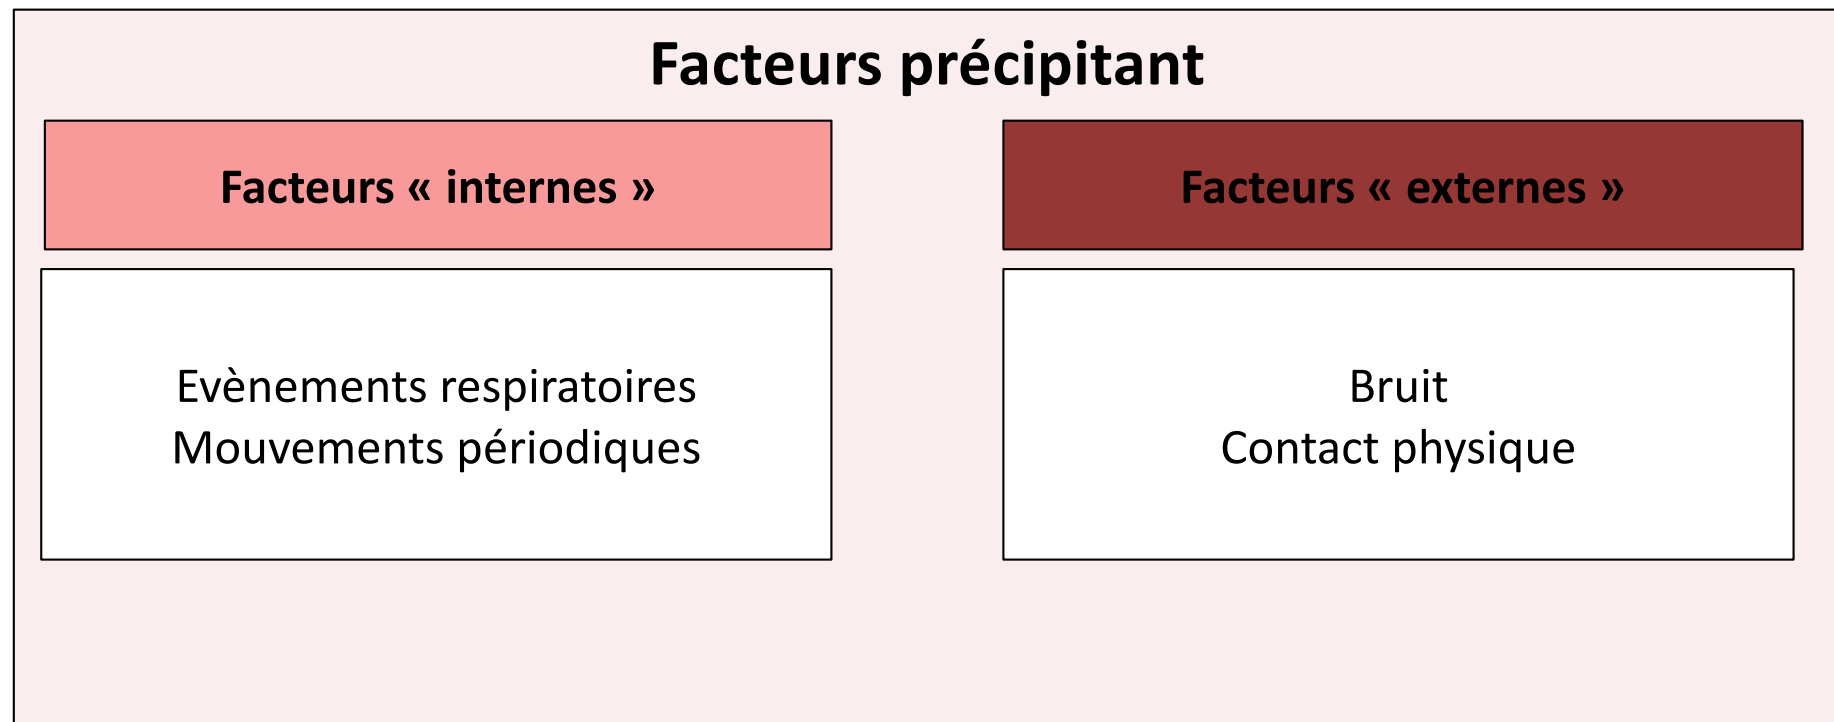 Facteurs précipitant
Facteurs « internes »
Evènements respiratoires
Mouvements périodiques
Facteurs « externes »
Bruit
Contact physique